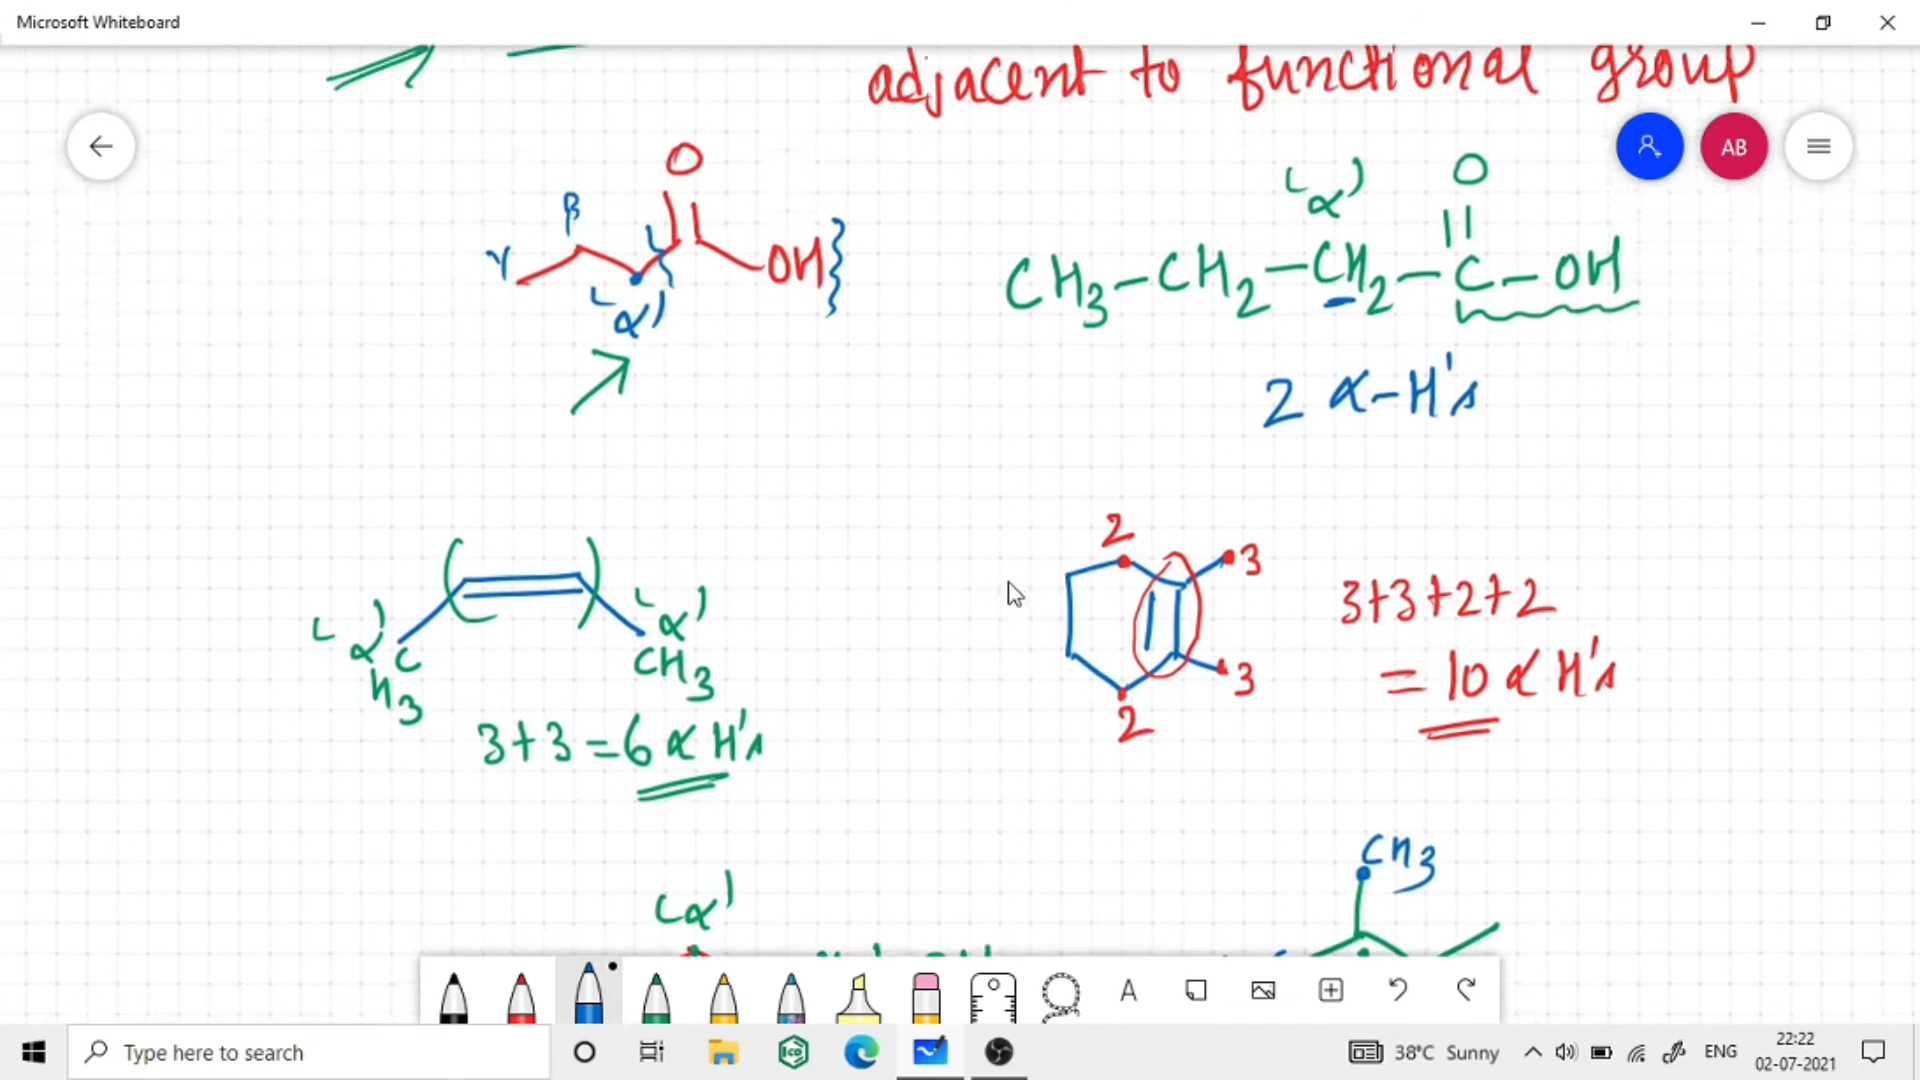 Microsoft Whiteboard
adjacent to functional group
AB
O
β
γ
OH
(α)
(α)
O
CH3-CH2-CH2-C-OH
2 α-H's
(α)
C
H3
(α)
CH3
3+3=6 α H's
2
3
3
2
3+3+2+2
= 10 α H's
(α)
CH3
A
Type here to search
38°C Sunny
ENG
22:22
02-07-2021